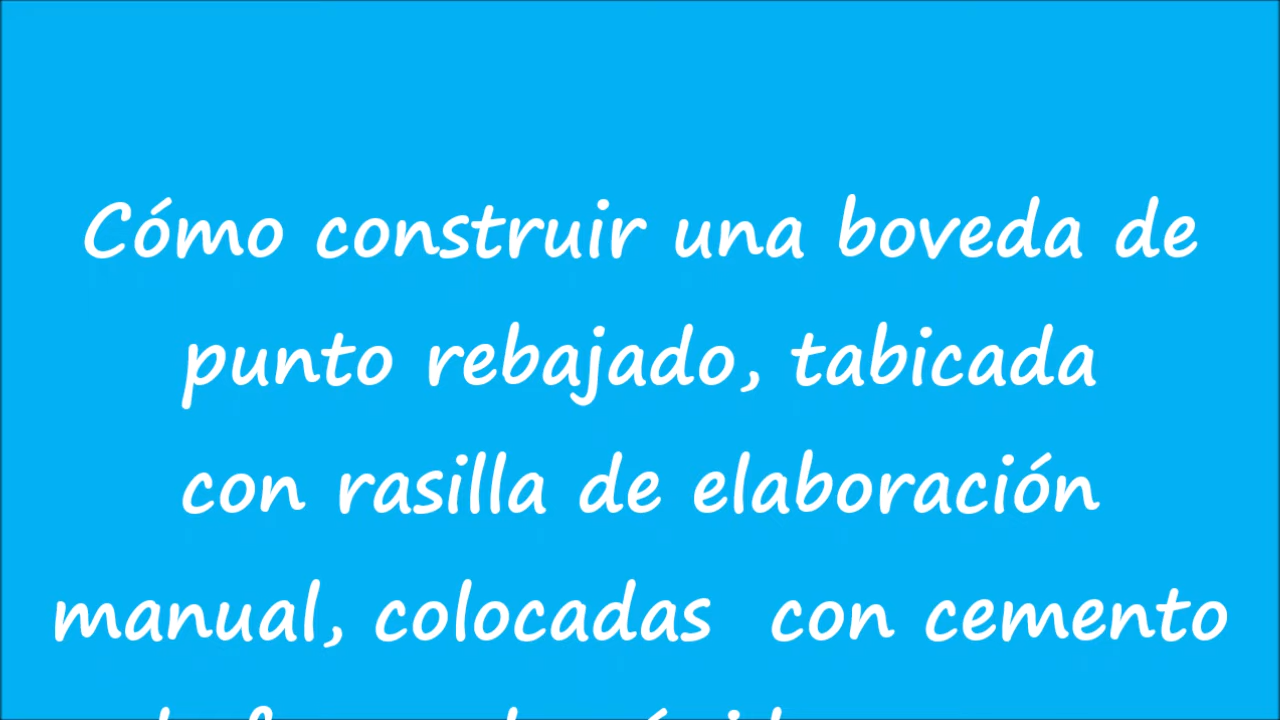 Cómo construir una boveda de
punto rebajado, tabicada
con rasilla de elaboración
manual, colocadas con cemento